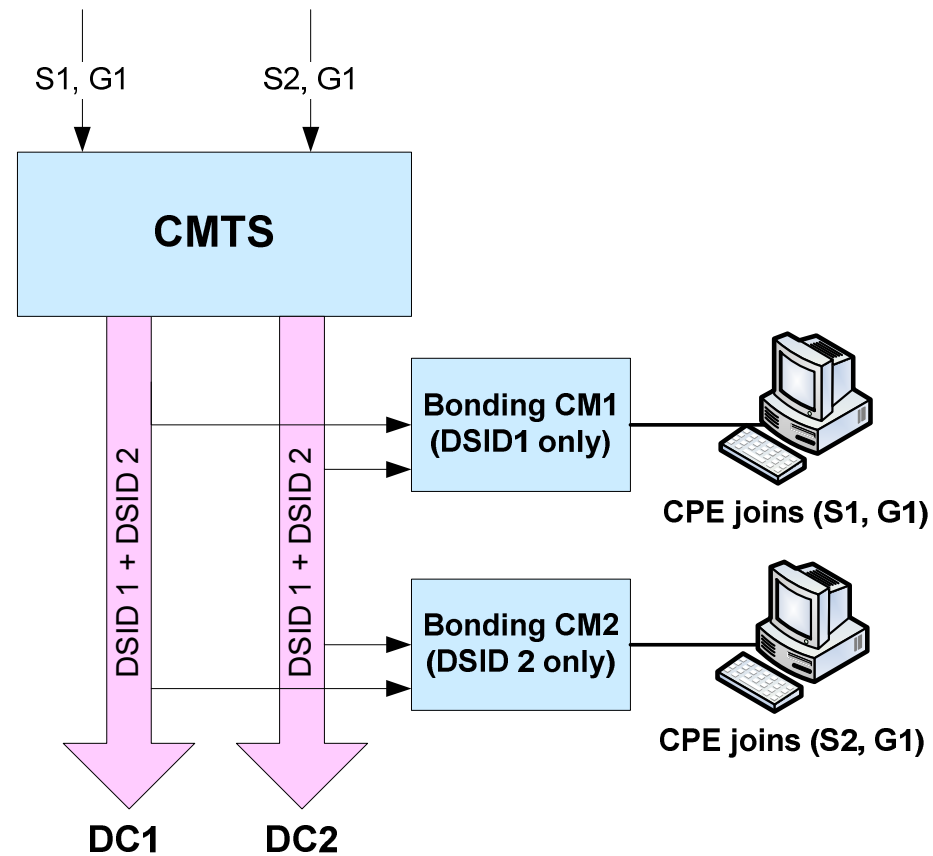 S1, G1
S2, G1
CMTS
DSID 1 + DSID 2
DSID 1 + DSID 2
Bonding CM1
(DSID1 only)
CPE joins (S1, G1)
Bonding CM2
(DSID 2 only)
CPE joins (S2, G1)
DC1
DC2